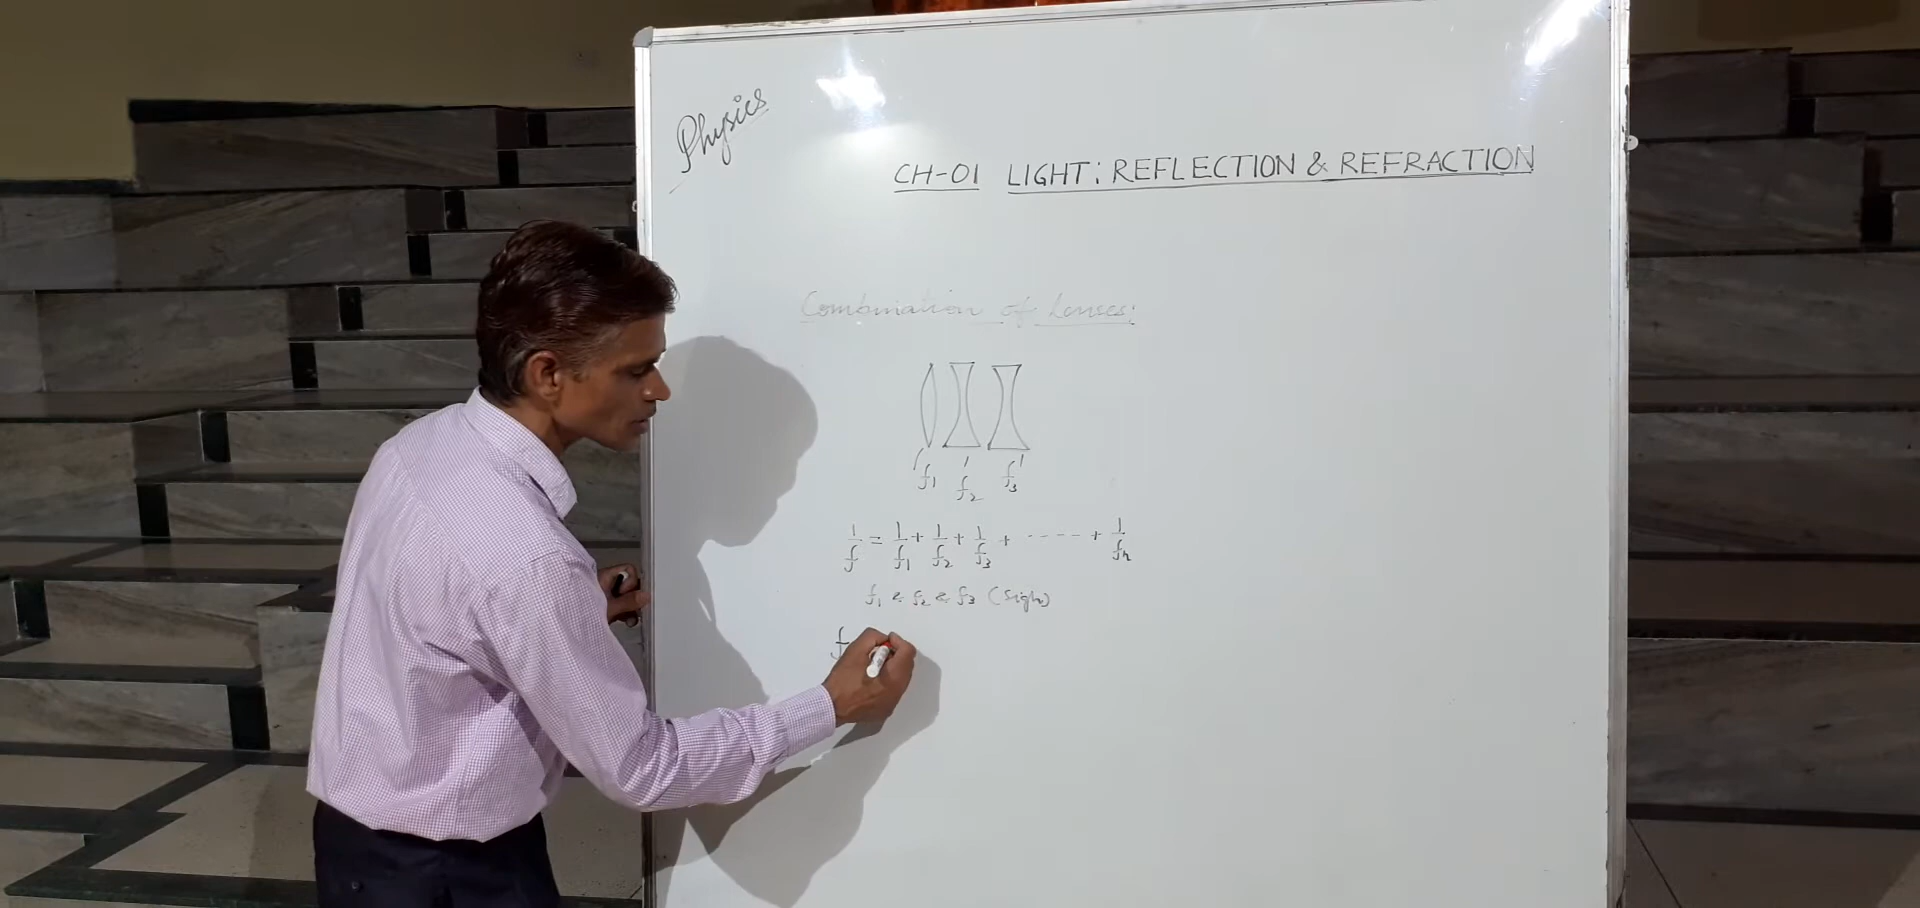 Physics
CH-01 LIGHT: REFLECTION & REFRACTION
Combination of Lenses:
f1 f2 f3
1/f = 1/f1 + 1/f2 + 1/f3 + ----- + 1/fn
f1 & f2 & f3 (Sign)
f